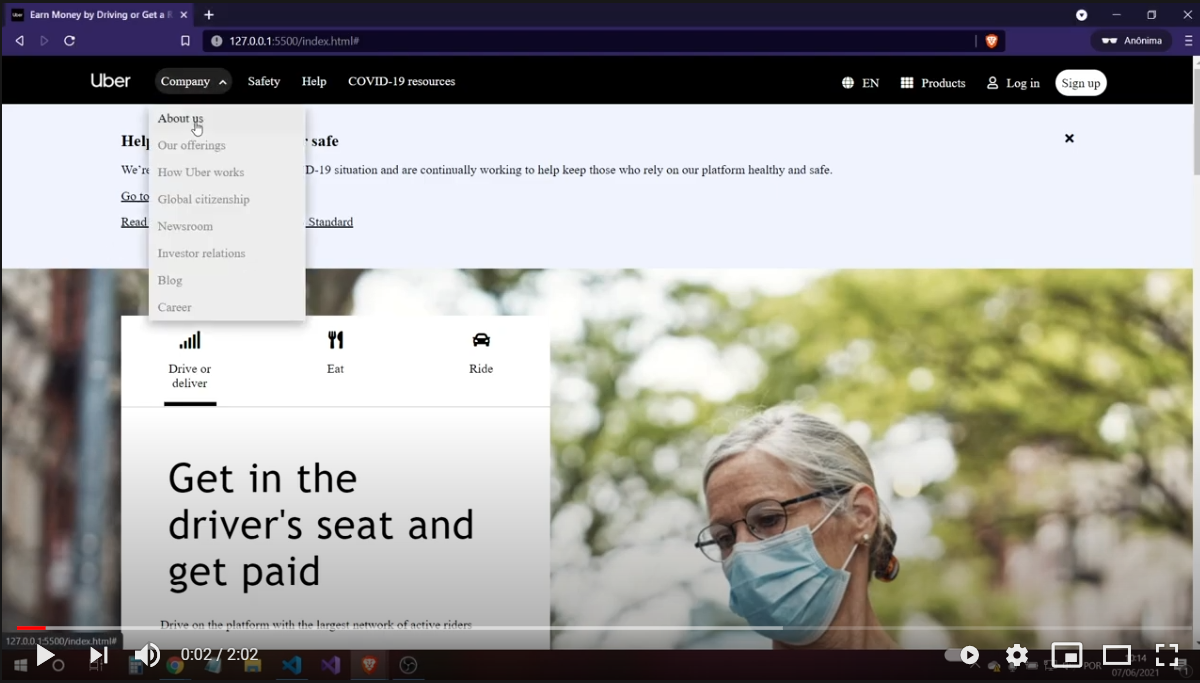 Earn Money by Driving or Get a R
127.0.0.1:5500/index.html#
Anônima
Uber
Company
Safety
Help
COVID-19 resources
EN
Products
Log in
Sign up
About us
Our offerings
How Uber works
Global citizenship
Newsroom
Investor relations
Blog
Career
Help
safe
We're
D-19 situation and are continually working to help keep those who rely on our platform healthy and safe.
Go to
Read
Standard
Drive or
deliver
Eat
Ride
Get in the
driver's seat and
get paid
Drive on the platform with the largest network of active riders
127.0.0.1:5500/index.html#
0:02 / 2:02
POR
:14
07/06/2021